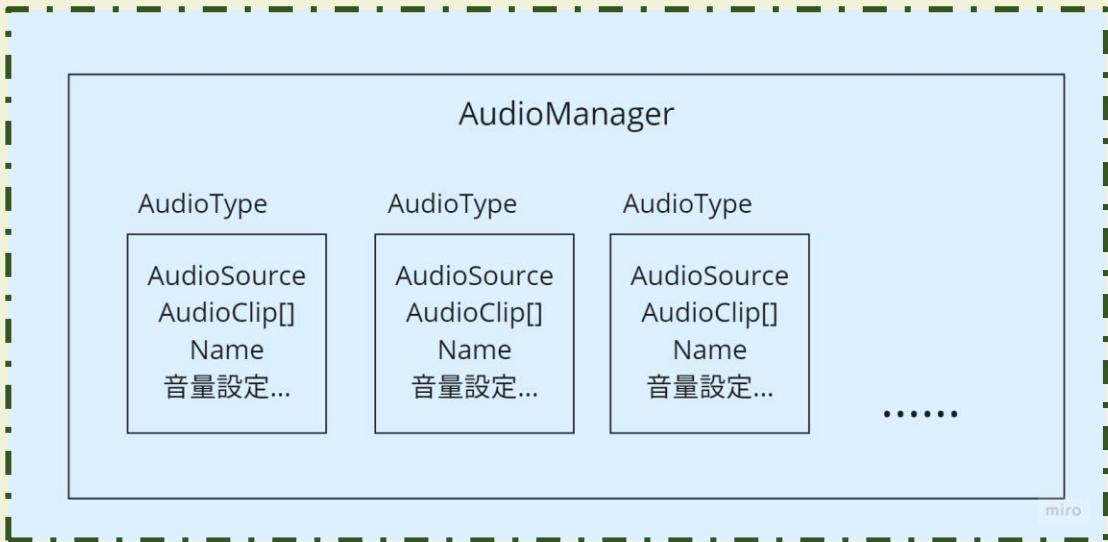 AudioManager
AudioType
AudioType
AudioType
AudioSource
AudioClip[]
Name
音量設定...
AudioSource
AudioClip[]
Name
音量設定...
AudioSource
AudioClip[]
Name
音量設定...
......
miro